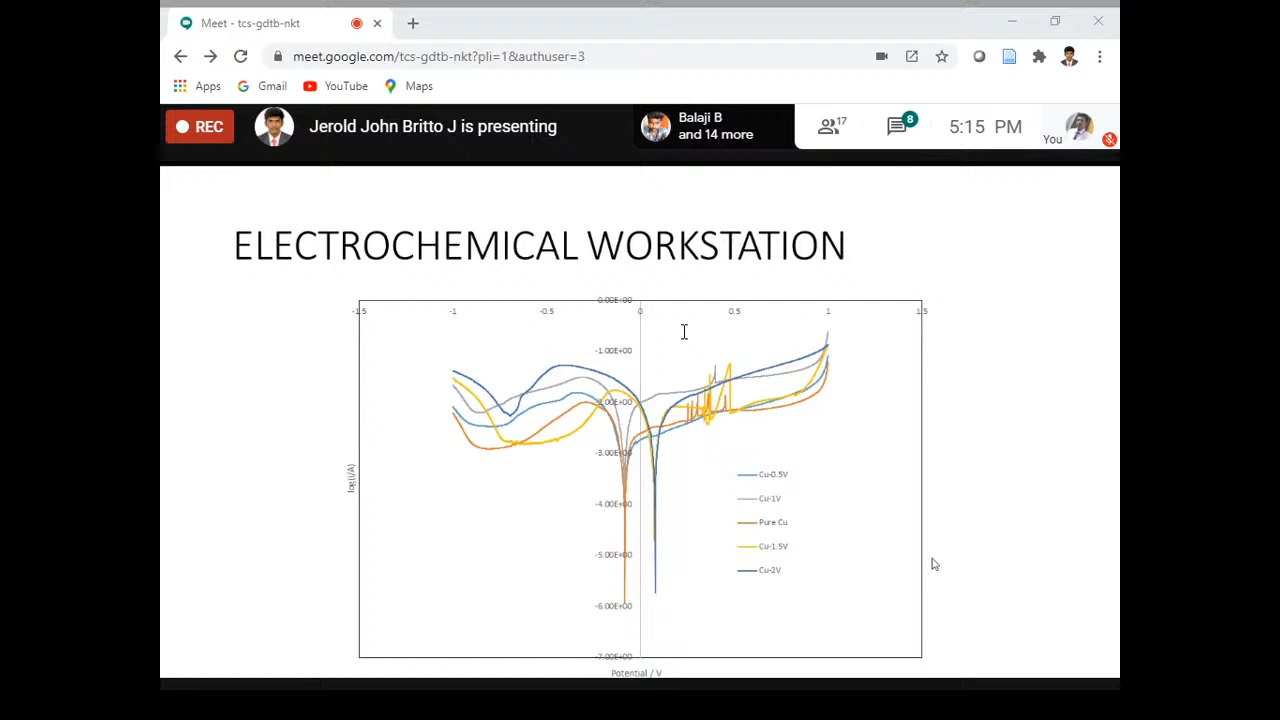 Meet - tcs-gdtb-nkt
meet.google.com/tcs-gdtb-nkt?pli=1&authuser=3
Apps Gmail YouTube Maps
REC
Jerold John Britto J is presenting
Balaji B
and 14 more
17
8
5:15 PM
You
ELECTROCHEMICAL WORKSTATION
0.00E+00
-1.5 -1 -0.5 0 0.5 1 1.5
-1.00E+00
-2.00E+00
-3.00E+00
-4.00E+00
-5.00E+00
-6.00E+00
-7.00E+00
log(i/A)
Cu-0.5V
Cu-1V
Pure Cu
Cu-1.5V
Cu-2V
Potential / V